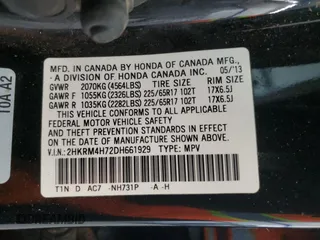 MFD. IN CANADA BY HONDA OF CANADA MFG.,
-A DIVISION OF HONDA CANADA INC. 05/'13
GVWR 2070KG (4564LBS) TIRE SIZE RIM SIZE
GAWR F 1055KG (2326LBS) 225/65R17 102T 17X6.5J
GAWR R 1035KG (2282LBS) 225/65R17 102T 17X6.5J
THIS VEHICLE CONFORMS TO ALL APPLICABLE
FEDERAL MOTOR VEHICLE SAFETY AND
THEFT PREVENTION STANDARDS IN EFFECT ON
THE DATE OF MANUFACTURE SHOWN ABOVE.
V.I.N.: 2HKRM4H72DH661929 TYPE: MPV
T1N D AC7 -NH731P -A -H
T0A A2